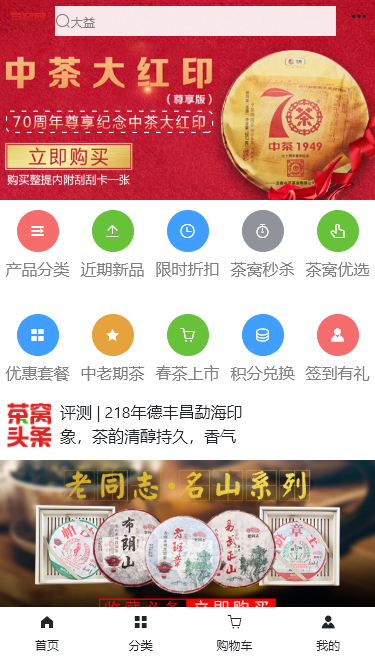 大益
中茶大红印
(尊享版)
70周年尊享纪念中茶大红印
立即购买
购买整提内附刮刮卡一张
中茶
70
中茶1949
产品分类 近期新品 限时折扣 茶窝秒杀 茶窝优选
优惠套餐 中老期茶 春茶上市 积分兑换 签到有礼
茶窝
头条
评测 | 218年德丰昌勐海印
象，茶韵清醇持久，香气
老同志·名山系列
布朗山
老班章
易武正山
立即购买
首页 分类 购物车 我的